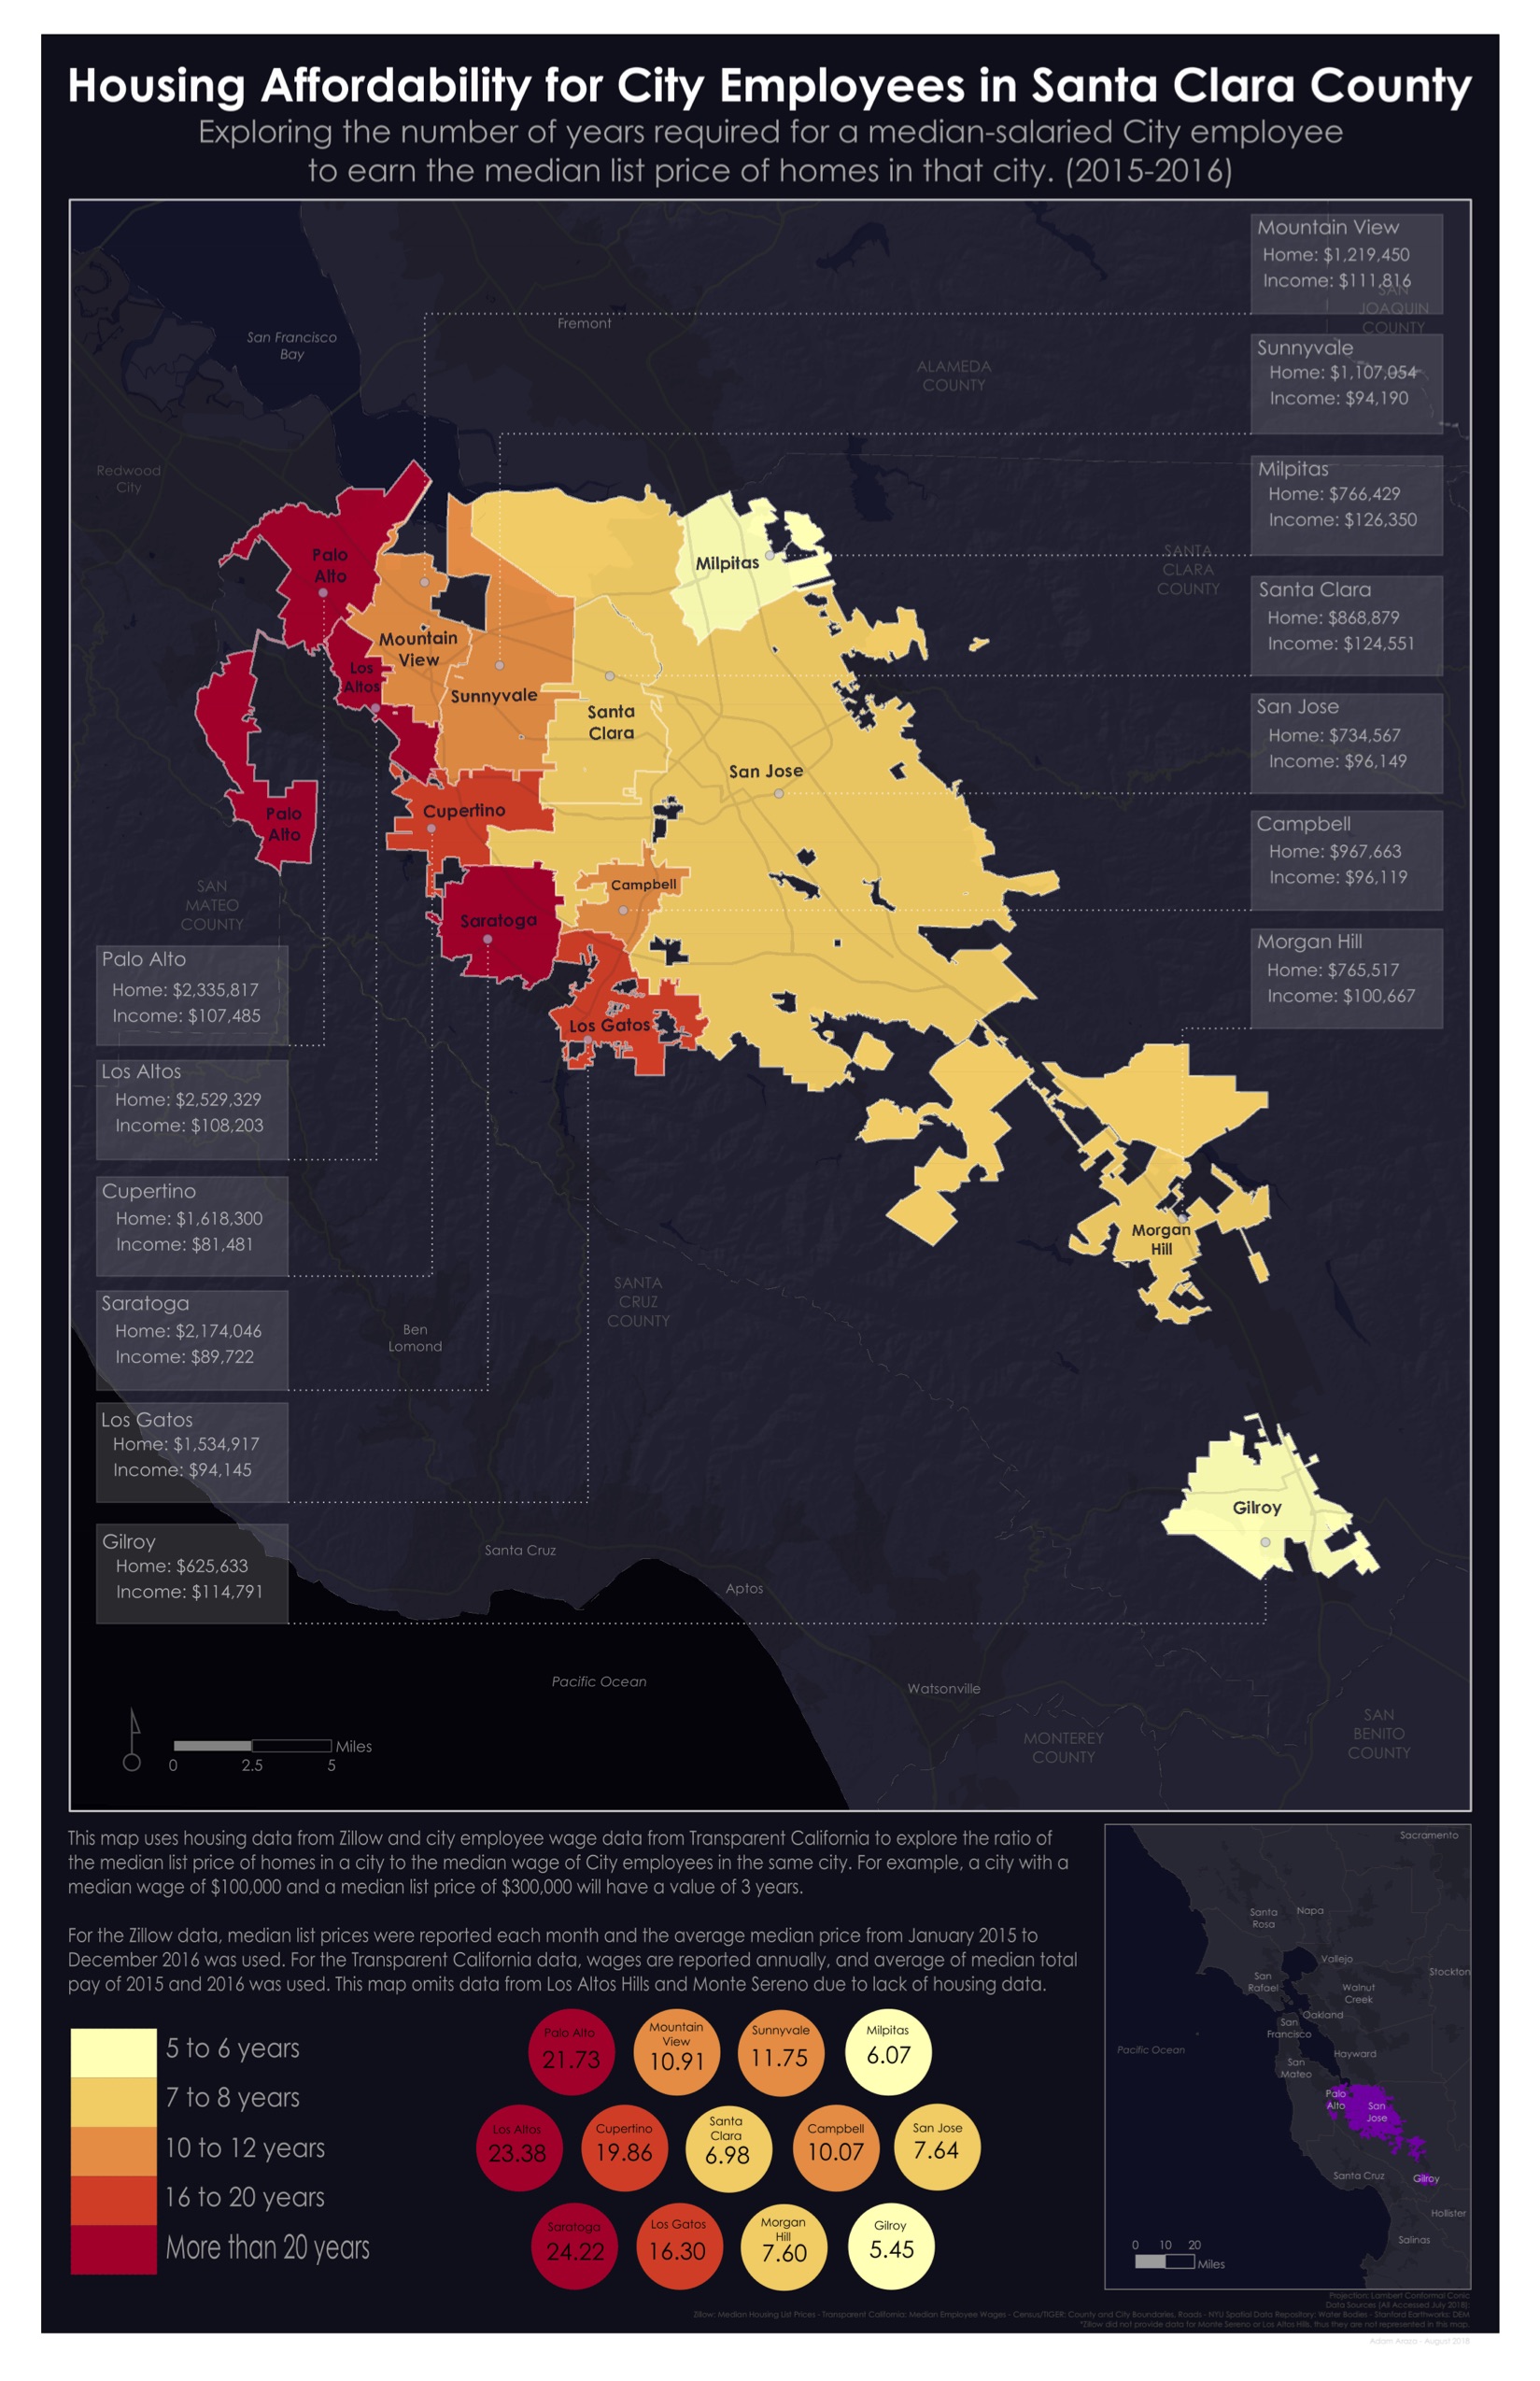 Housing Affordability for City Employees in Santa Clara County
Exploring the number of years required for a median-salaried City employee
to earn the median list price of homes in that city. (2015-2016)
Mountain View
Home: $1,219,450
Income: $111,816
SAN
JOAQUIN
COUNTY
Sunnyvale
Home: $1,107,054
Income: $94,190
Milpitas
Home: $766,429
Income: $126,350
Santa Clara
Home: $868,879
Income: $124,551
San Jose
Home: $734,567
Income: $96,149
Campbell
Home: $967,663
Income: $96,119
Morgan Hill
Home: $765,517
Income: $100,667
San Francisco
Bay
Fremont
ALAMEDA
COUNTY
Redwood
City
SANTA
CLARA
COUNTY
Palo
Alto
Milpitas
Mountain
View
Los
Altos
Sunnyvale
Santa
Clara
San Jose
Palo
Alto
Cupertino
Campbell
Saratoga
Los Gatos
SAN
MATEO
COUNTY
Morgan
Hill
Gilroy
Palo Alto
Home: $2,335,817
Income: $107,485
Los Altos
Home: $2,529,329
Income: $108,203
Cupertino
Home: $1,618,300
Income: $81,481
Saratoga
Home: $2,174,046
Income: $89,722
Los Gatos
Home: $1,534,917
Income: $94,145
Gilroy
Home: $625,633
Income: $114,791
SANTA
CRUZ
COUNTY
Ben
Lomond
Santa Cruz
Aptos
Pacific Ocean
Watsonville
MONTEREY
COUNTY
SAN
BENITO
COUNTY
Miles
0 2.5 5
This map uses housing data from Zillow and city employee wage data from Transparent California to explore the ratio of
the median list price of homes in a city to the median wage of City employees in the same city. For example, a city with a
median wage of $100,000 and a median list price of $300,000 will have a value of 3 years.
For the Zillow data, median list prices were reported each month and the average median price from January 2015 to
December 2016 was used. For the Transparent California data, wages are reported annually, and average of median total
pay of 2015 and 2016 was used. This map omits data from Los Altos Hills and Monte Sereno due to lack of housing data.
5 to 6 years
7 to 8 years
10 to 12 years
16 to 20 years
More than 20 years
Palo Alto
21.73
Mountain
View
10.91
Sunnyvale
11.75
Milpitas
6.07
Los Altos
23.38
Cupertino
19.86
Santa
Clara
6.98
Campbell
10.07
San Jose
7.64
Saratoga
24.22
Los Gatos
16.30
Morgan
Hill
7.60
Gilroy
5.45
Sacramento
Santa
Rosa
Napa
Vallejo
San
Rafael
Stockton
Walnut
Creek
Oakland
San
Francisco
Pacific Ocean
Hayward
San
Mateo
Palo
Alto
San
Jose
Santa Cruz
Gilroy
Hollister
Salinas
0 10 20
Miles
Projection: Lambert Conformal Conic
Data Sources (All Accessed July 2018):
Zillow: Median Housing List Prices - Transparent California: Median Employee Wages - Census/TIGER: County and City Boundaries, Roads - NYU Spatial Data Repository: Water Bodies - Stanford Earthworks: DEM
*Zillow did not provide data for Monte Sereno or Los Altos Hills, thus they are not represented in this map.
Adam Araza - August 2018